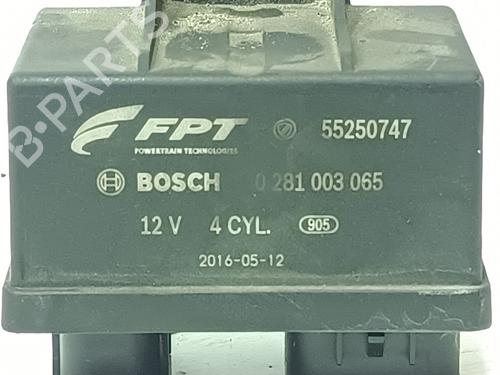 B-PARTS
FPT 55250747
POWERTRAIN TECHNOLOGIES
BOSCH 0 281 003 065
12 V 4 CYL. 905
2016-05-12